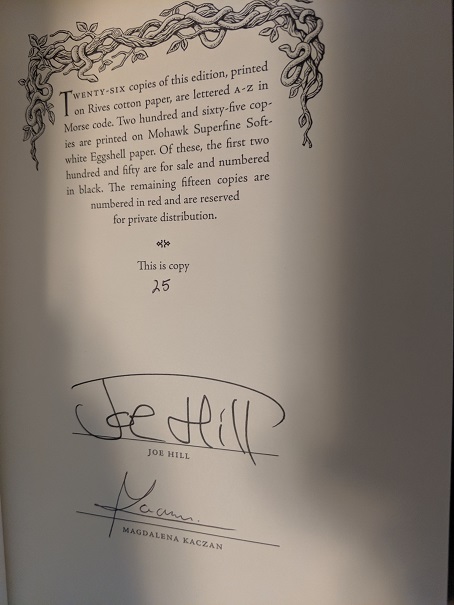 TWENTY-SIX copies of this edition, printed
on Rives cotton paper, are lettered A-Z in
Morse code. Two hundred and sixty-five cop-
ies are printed on Mohawk Superfine Soft-
white Eggshell paper. Of these, the first two
hundred and fifty are for sale and numbered
in black. The remaining fifteen copies are
numbered in red and are reserved
for private distribution.
This is copy
25
Joe Hill
JOE HILL
Kaczan
MAGDALENA KACZAN